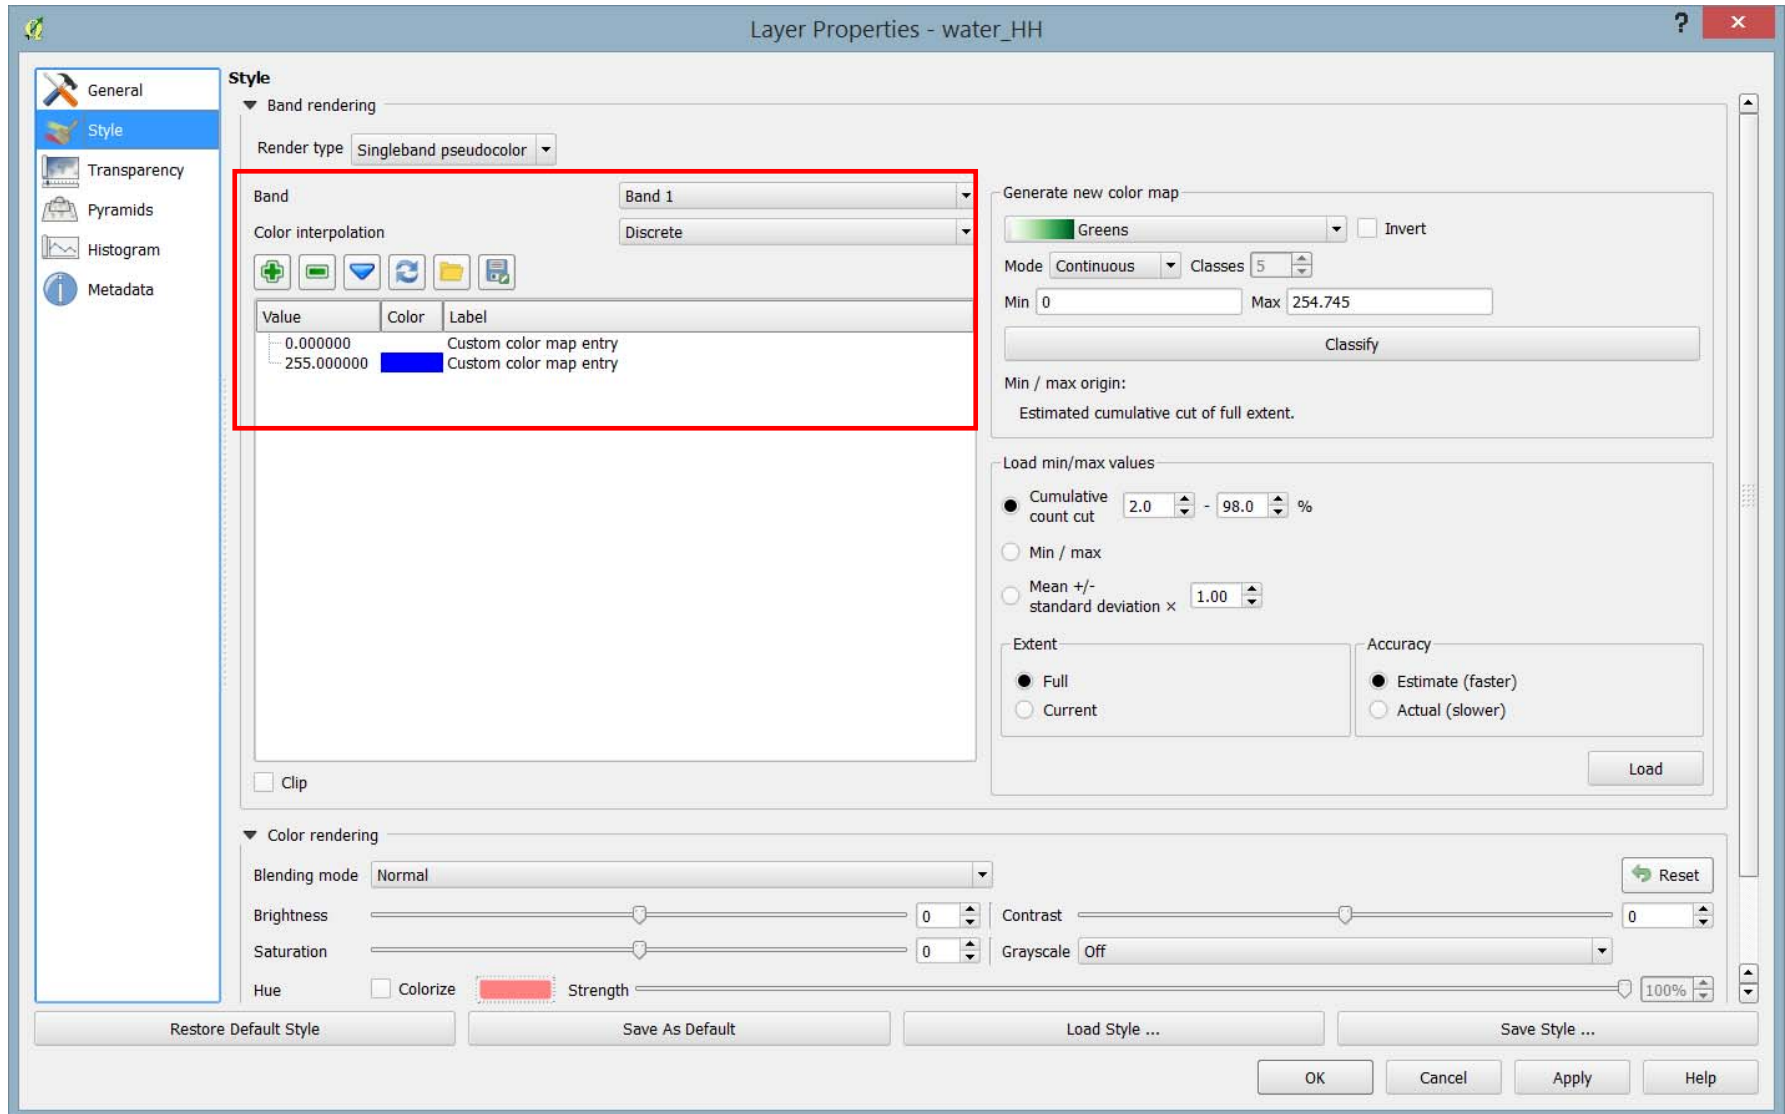 Layer Properties - water_HH
?
General
Style
Transparency
Pyramids
Histogram
Metadata
Style
Band rendering
Render type Singleband pseudocolor
Band Band 1
Color interpolation Discrete
Value Color Label
0.000000 Custom color map entry
255.000000 Custom color map entry
Clip
Generate new color map
Greens Invert
Mode Continuous Classes 5
Min 0 Max 254.745
Classify
Min / max origin:
Estimated cumulative cut of full extent.
Load min/max values
Cumulative
count cut 2.0 - 98.0 %
Min / max
Mean +/-
standard deviation × 1.00
Extent
Full
Current
Accuracy
Estimate (faster)
Actual (slower)
Load
Color rendering
Blending mode Normal Reset
Brightness 0 Contrast 0
Saturation 0 Grayscale Off
Hue Colorize Strength 100%
Restore Default Style Save As Default Load Style ... Save Style ...
OK Cancel Apply Help